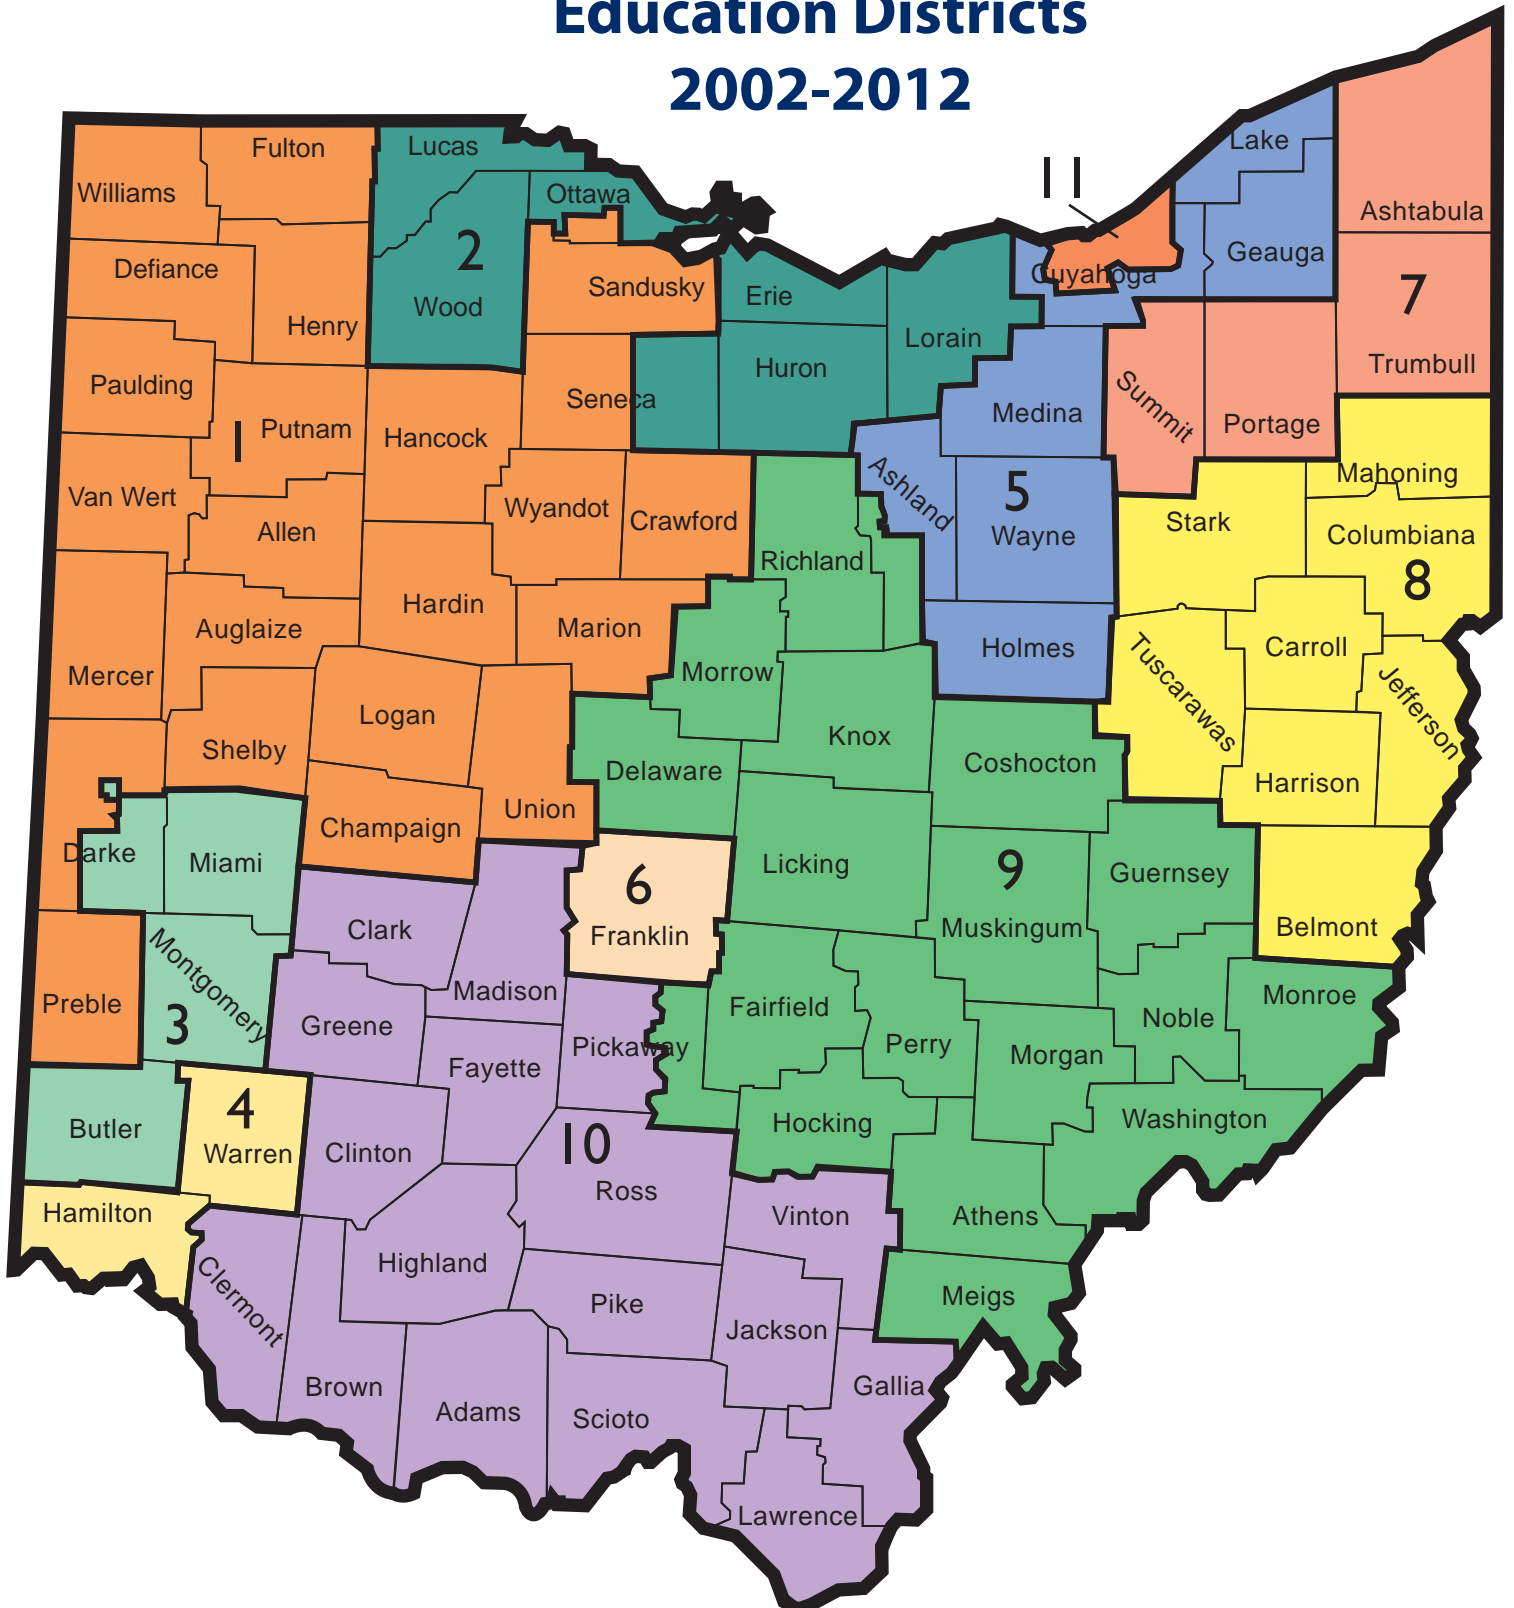 Education Districts
2002-2012
Lake
Fulton
Lucas
11
Williams
Ottawa
Ashtabula
2
Geauga
Defiance
Cuyahoga
Sandusky
Erie
7
Wood
Henry
Lorain
Trumbull
Huron
Paulding
Seneca
Summit
Medina
Portage
1
Putnam
Hancock
Mahoning
Van Wert
Ashland
5
Wyandot
Crawford
Stark
Allen
Wayne
Columbiana
Richland
8
Hardin
Auglaize
Marion
Holmes
Carroll
Mercer
Morrow
Tuscarawas
Jefferson
Logan
Knox
Shelby
Coshocton
Delaware
Harrison
Union
Champaign
Darke
Miami
Licking
9
Guernsey
6
Clark
Franklin
Muskingum
Belmont
Montgomery
Madison
Monroe
Preble
Fairfield
3
Greene
Noble
Pickaway
Perry
Morgan
Fayette
4
Butler
Hocking
Washington
Warren
Clinton
10
Ross
Hamilton
Vinton
Athens
Highland
Clermont
Meigs
Pike
Jackson
Brown
Gallia
Adams
Scioto
Lawrence